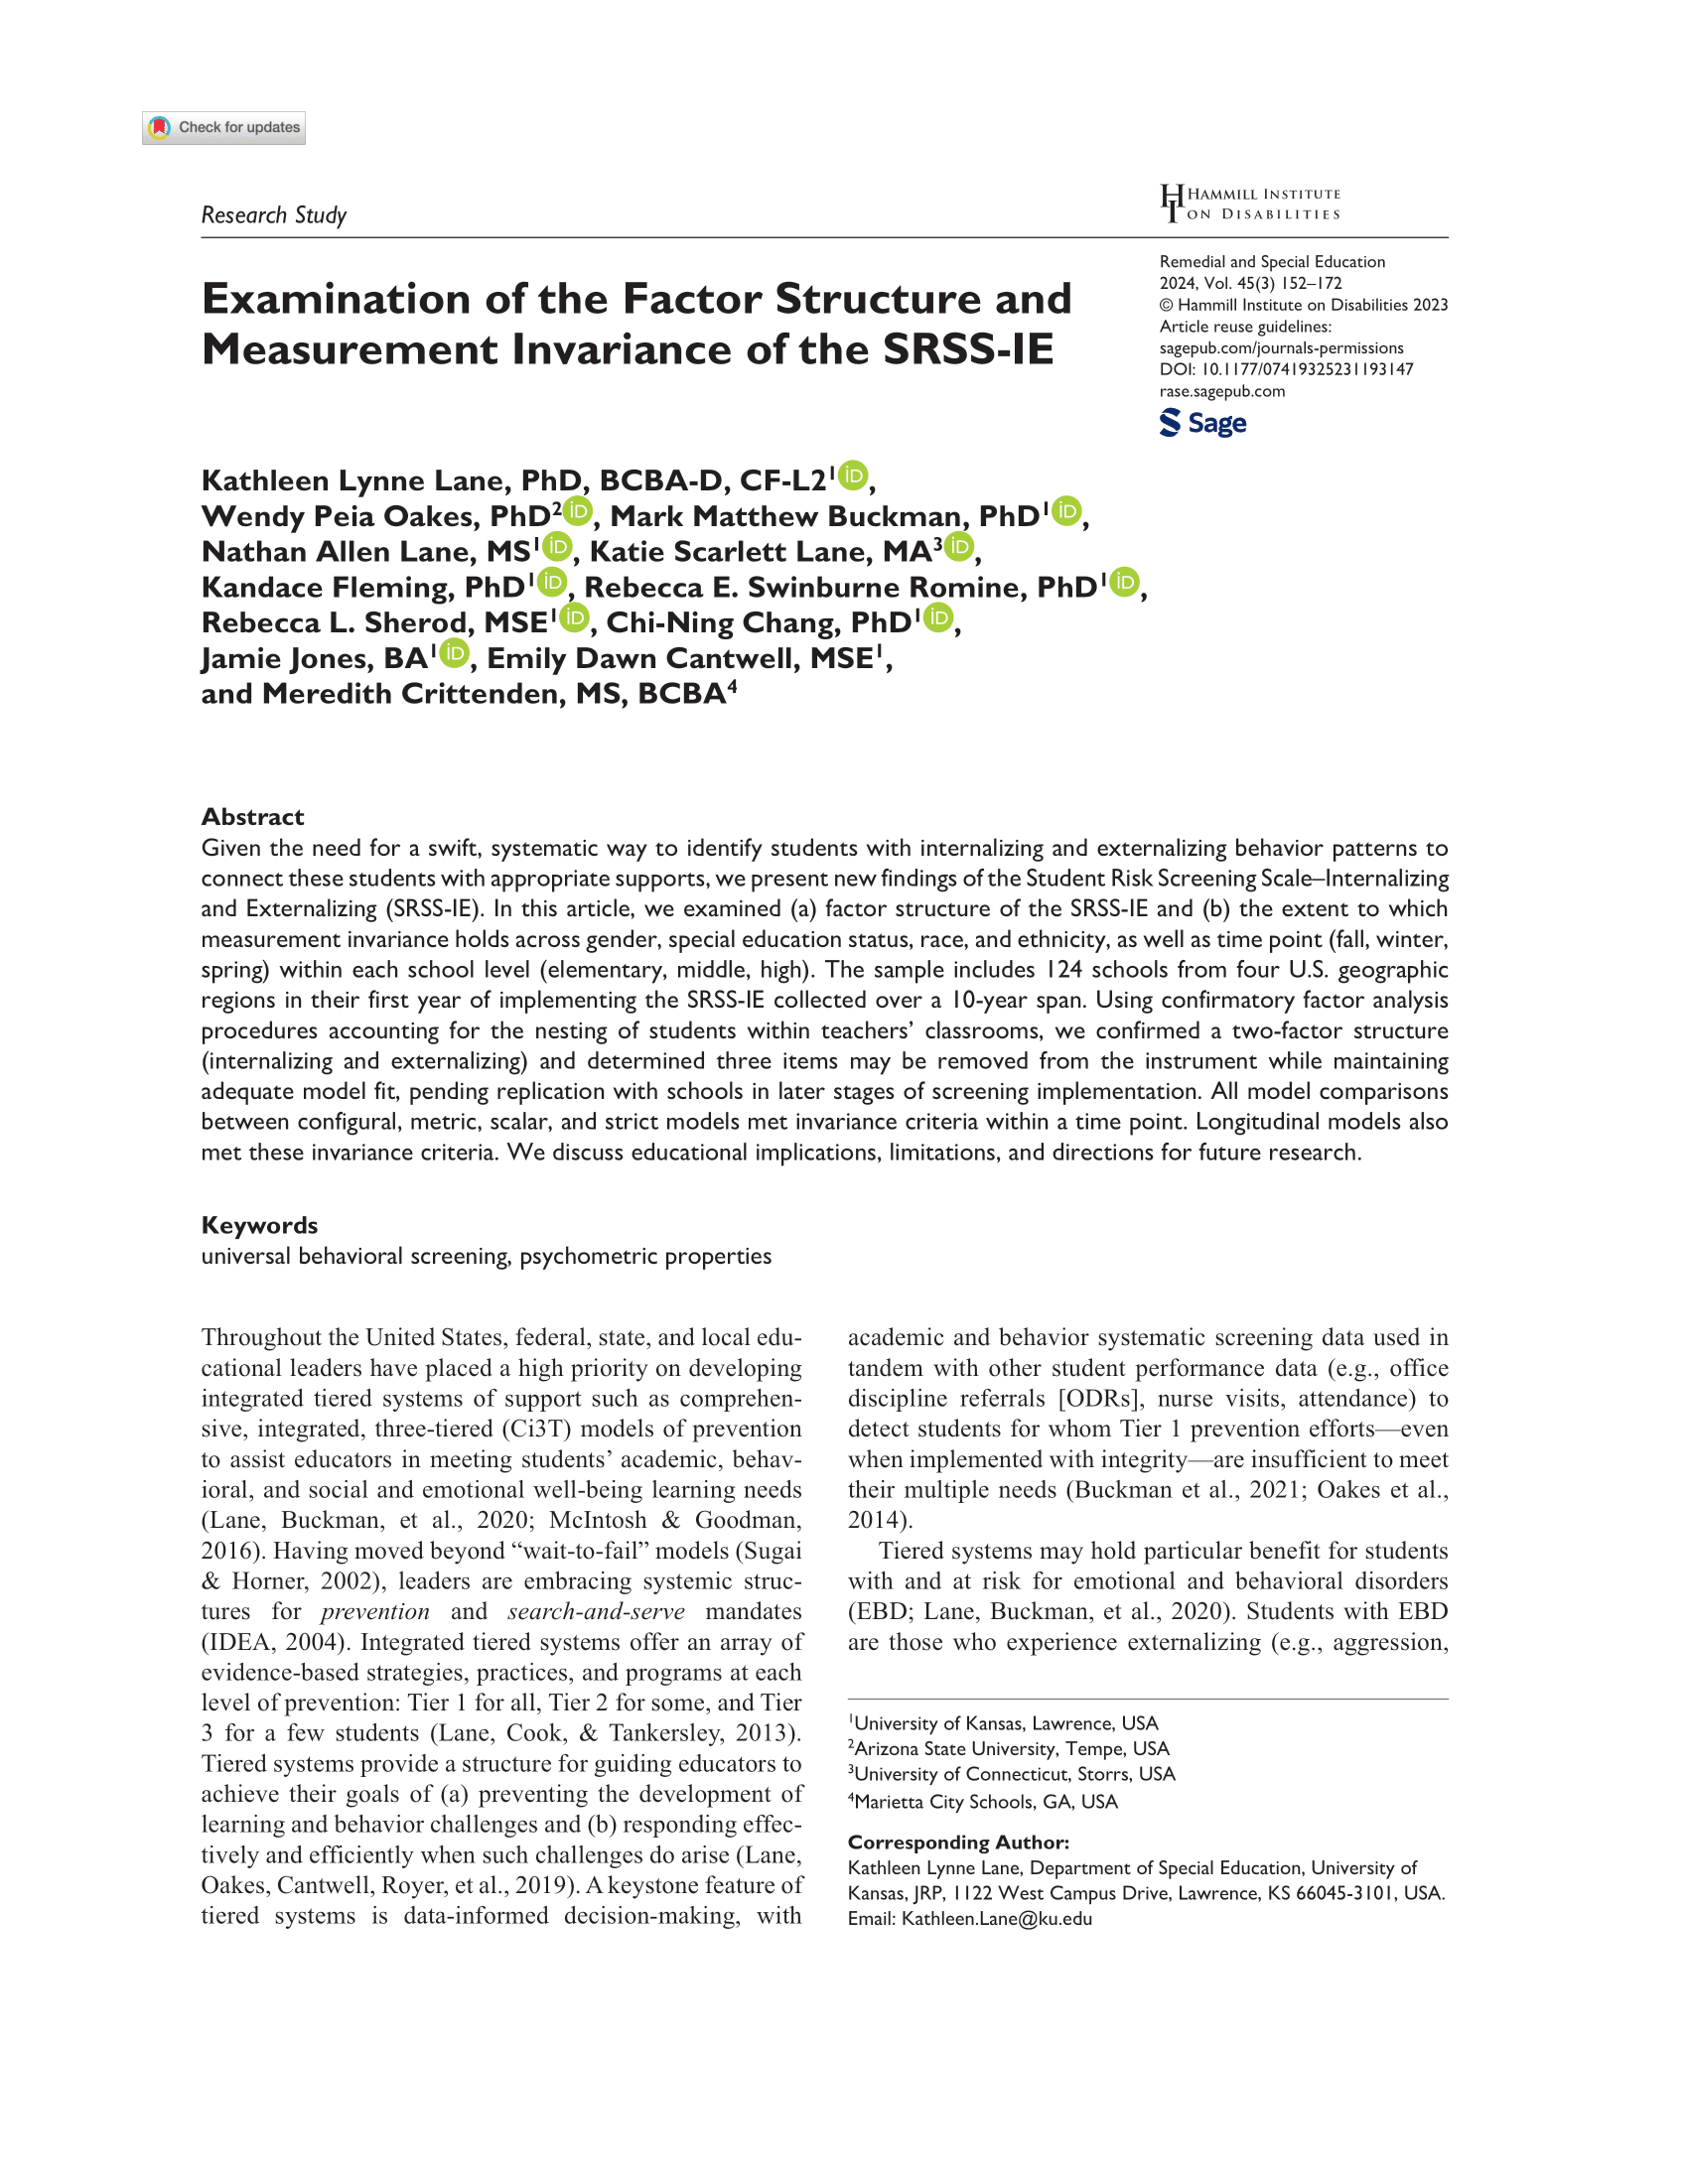 Check for updates
Research Study
HAMMILL INSTITUTE
ON DISABILITIES
Examination of the Factor Structure and
Measurement Invariance of the SRSS-IE
Remedial and Special Education
2024, Vol. 45(3) 152–172
© Hammill Institute on Disabilities 2023
Article reuse guidelines:
sagepub.com/journals-permissions
DOI: 10.1177/07419325231193147
rase.sagepub.com
Sage
Kathleen Lynne Lane, PhD, BCBA-D, CF-L2¹ iD,
Wendy Peia Oakes, PhD² iD, Mark Matthew Buckman, PhD¹ iD,
Nathan Allen Lane, MS¹ iD, Katie Scarlett Lane, MA³ iD,
Kandace Fleming, PhD¹ iD, Rebecca E. Swinburne Romine, PhD¹ iD,
Rebecca L. Sherod, MSE¹ iD, Chi-Ning Chang, PhD¹ iD,
Jamie Jones, BA¹ iD, Emily Dawn Cantwell, MSE¹,
and Meredith Crittenden, MS, BCBA⁴
Abstract
Given the need for a swift, systematic way to identify students with internalizing and externalizing behavior patterns to
connect these students with appropriate supports, we present new findings of the Student Risk Screening Scale–Internalizing
and Externalizing (SRSS-IE). In this article, we examined (a) factor structure of the SRSS-IE and (b) the extent to which
measurement invariance holds across gender, special education status, race, and ethnicity, as well as time point (fall, winter,
spring) within each school level (elementary, middle, high). The sample includes 124 schools from four U.S. geographic
regions in their first year of implementing the SRSS-IE collected over a 10-year span. Using confirmatory factor analysis
procedures accounting for the nesting of students within teachers’ classrooms, we confirmed a two-factor structure
(internalizing and externalizing) and determined three items may be removed from the instrument while maintaining
adequate model fit, pending replication with schools in later stages of screening implementation. All model comparisons
between configural, metric, scalar, and strict models met invariance criteria within a time point. Longitudinal models also
met these invariance criteria. We discuss educational implications, limitations, and directions for future research.
Keywords
universal behavioral screening, psychometric properties
Throughout the United States, federal, state, and local edu-
cational leaders have placed a high priority on developing
integrated tiered systems of support such as comprehen-
sive, integrated, three-tiered (Ci3T) models of prevention
to assist educators in meeting students’ academic, behav-
ioral, and social and emotional well-being learning needs
(Lane, Buckman, et al., 2020; McIntosh & Goodman,
2016). Having moved beyond “wait-to-fail” models (Sugai
& Horner, 2002), leaders are embracing systemic struc-
tures for prevention and search-and-serve mandates
(IDEA, 2004). Integrated tiered systems offer an array of
evidence-based strategies, practices, and programs at each
level of prevention: Tier 1 for all, Tier 2 for some, and Tier
3 for a few students (Lane, Cook, & Tankersley, 2013).
Tiered systems provide a structure for guiding educators to
achieve their goals of (a) preventing the development of
learning and behavior challenges and (b) responding effec-
tively and efficiently when such challenges do arise (Lane,
Oakes, Cantwell, Royer, et al., 2019). A keystone feature of
tiered systems is data-informed decision-making, with
academic and behavior systematic screening data used in
tandem with other student performance data (e.g., office
discipline referrals [ODRs], nurse visits, attendance) to
detect students for whom Tier 1 prevention efforts—even
when implemented with integrity—are insufficient to meet
their multiple needs (Buckman et al., 2021; Oakes et al.,
2014).
Tiered systems may hold particular benefit for students
with and at risk for emotional and behavioral disorders
(EBD; Lane, Buckman, et al., 2020). Students with EBD
are those who experience externalizing (e.g., aggression,
¹University of Kansas, Lawrence, USA
²Arizona State University, Tempe, USA
³University of Connecticut, Storrs, USA
⁴Marietta City Schools, GA, USA
Corresponding Author:
Kathleen Lynne Lane, Department of Special Education, University of
Kansas, JRP, 1122 West Campus Drive, Lawrence, KS 66045-3101, USA.
Email: Kathleen.Lane@ku.edu